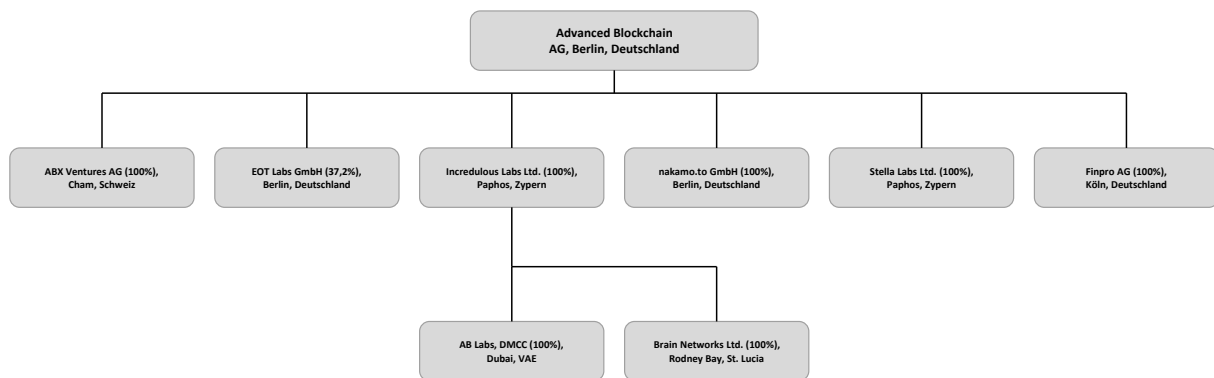 Advanced Blockchain
AG, Berlin, Deutschland
ABX Ventures AG (100%),
Cham, Schweiz
EOT Labs GmbH (37,2%),
Berlin, Deutschland
Incredulous Labs Ltd. (100%),
Paphos, Zypern
nakamo.to GmbH (100%),
Berlin, Deutschland
Stella Labs Ltd. (100%),
Paphos, Zypern
Finpro AG (100%),
Köln, Deutschland
AB Labs, DMCC (100%),
Dubai, VAE
Brain Networks Ltd. (100%),
Rodney Bay, St. Lucia